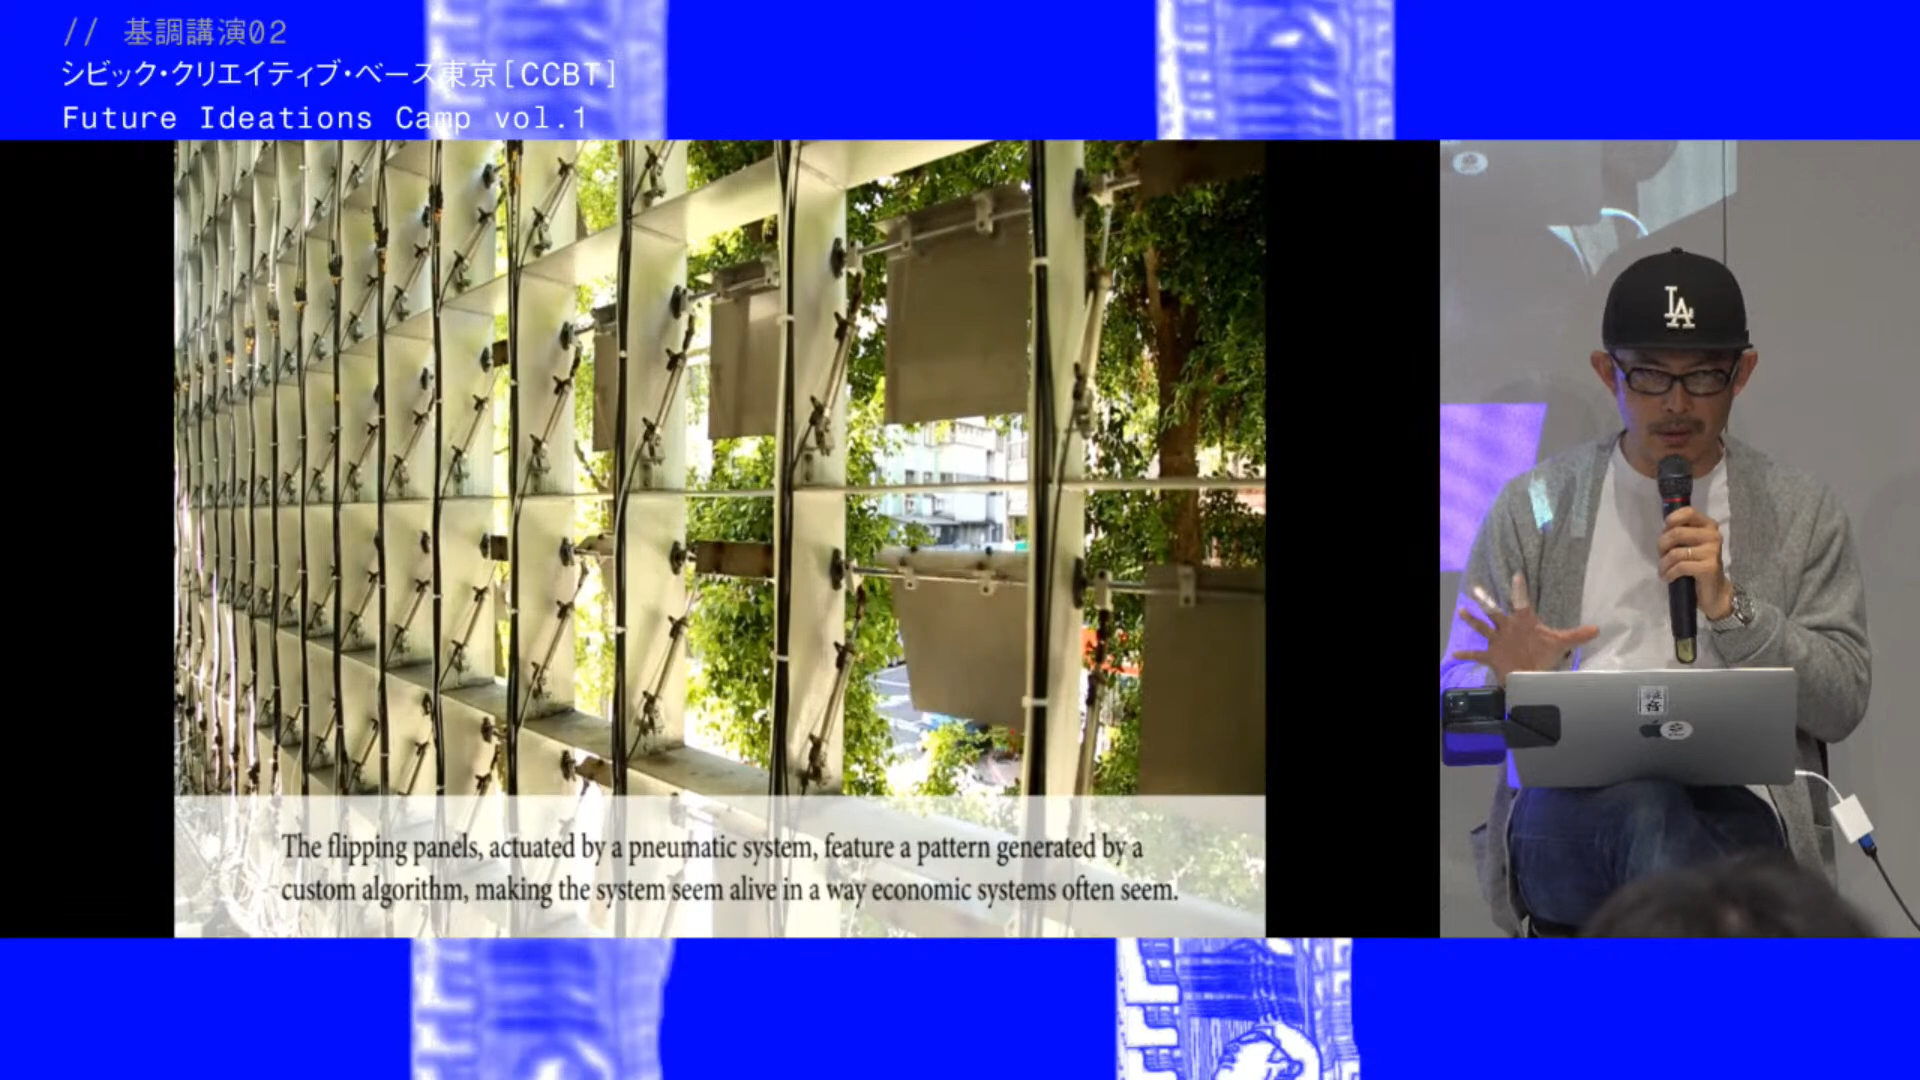 // 基調講演02
シビック・クリエイティブ・ベース東京[CCBT]
Future Ideations Camp vol.1
LA
The flipping panels, actuated by a pneumatic system, feature a pattern generated by a
custom algorithm, making the system seem alive in a way economic systems often seem.